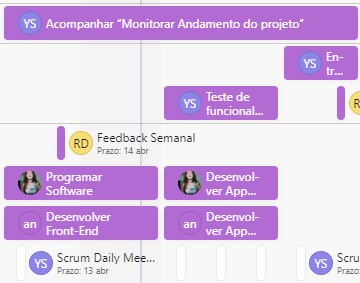 YS Acompanhar “Monitorar Andamento do projeto”
YS En-
tr...
YS Teste de
funcional...
R
RD Feedback Semanal
Prazo: 14 abr
Programar
Software
Desenvol-
ver App...
an Desenvolver
Front-End
Desenvol-
an ver App...
YS Scrum Daily Mee...
Prazo: 13 abr
YS Scru
Prazo